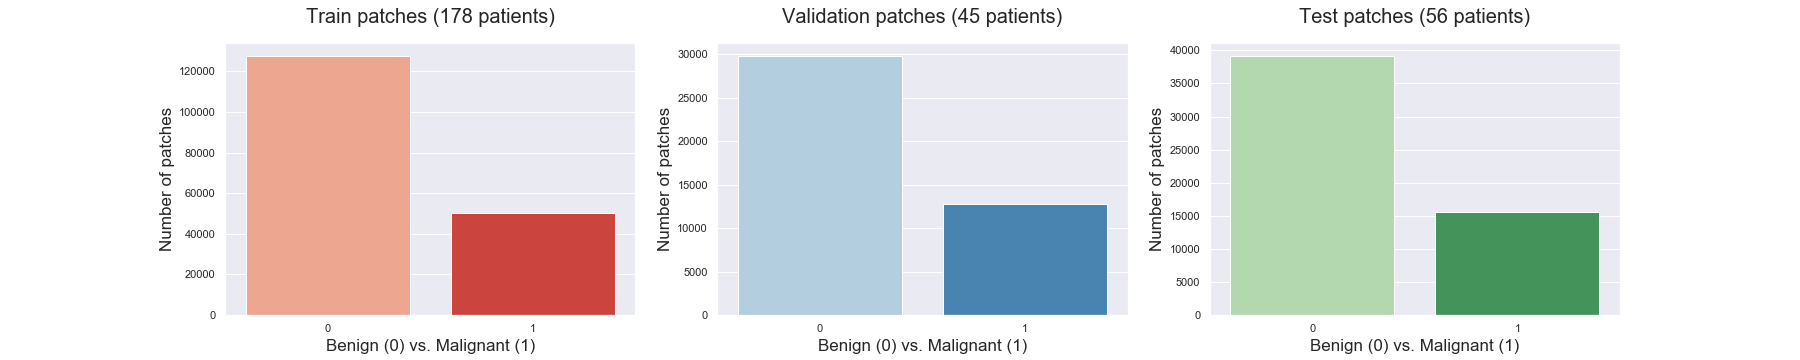 Train patches (178 patients)
Number of patches
120000
100000
80000
60000
40000
20000
0
0 1
Benign (0) vs. Malignant (1)
Validation patches (45 patients)
Number of patches
30000
25000
20000
15000
10000
5000
0
0 1
Benign (0) vs. Malignant (1)
Test patches (56 patients)
Number of patches
40000
35000
30000
25000
20000
15000
10000
5000
0
0 1
Benign (0) vs. Malignant (1)